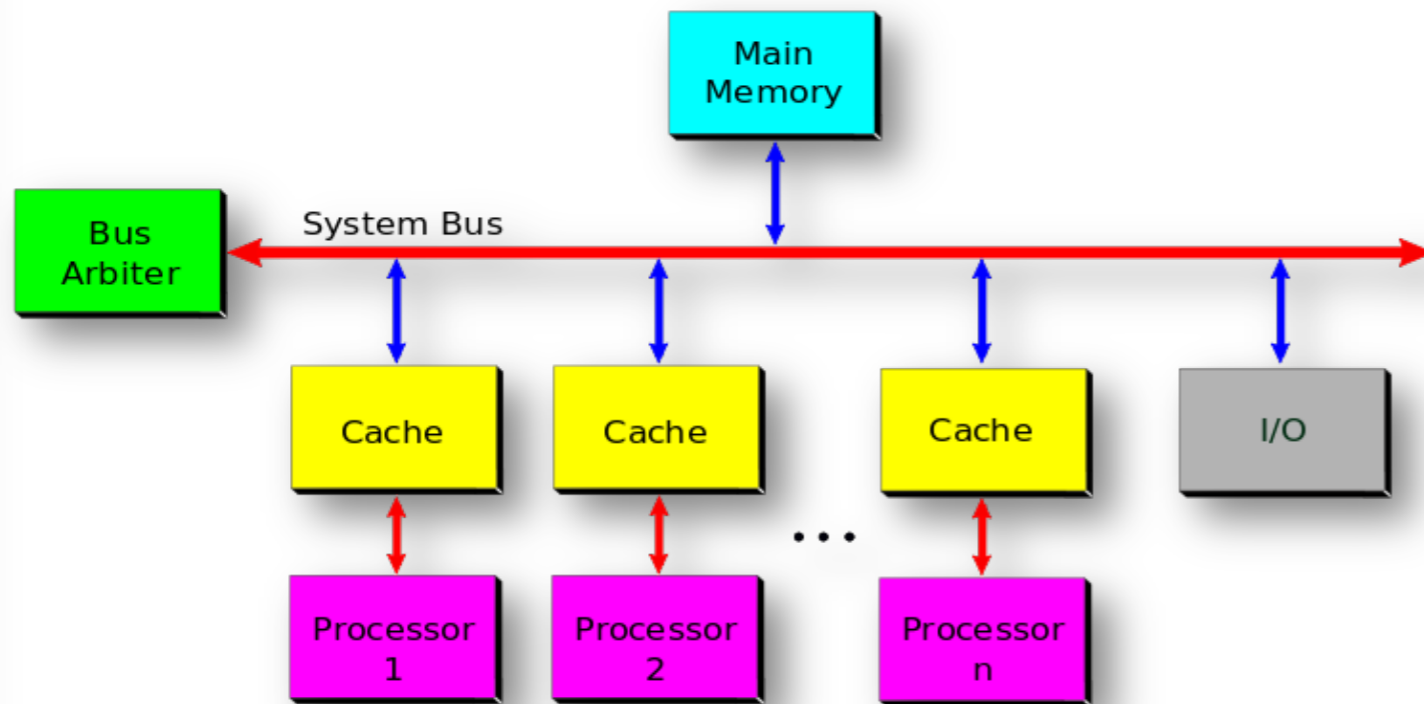 Main
Memory
System Bus
Bus
Arbiter
Cache
Cache
Cache
I/O
...
Processor
1
Processor
2
Processor
n